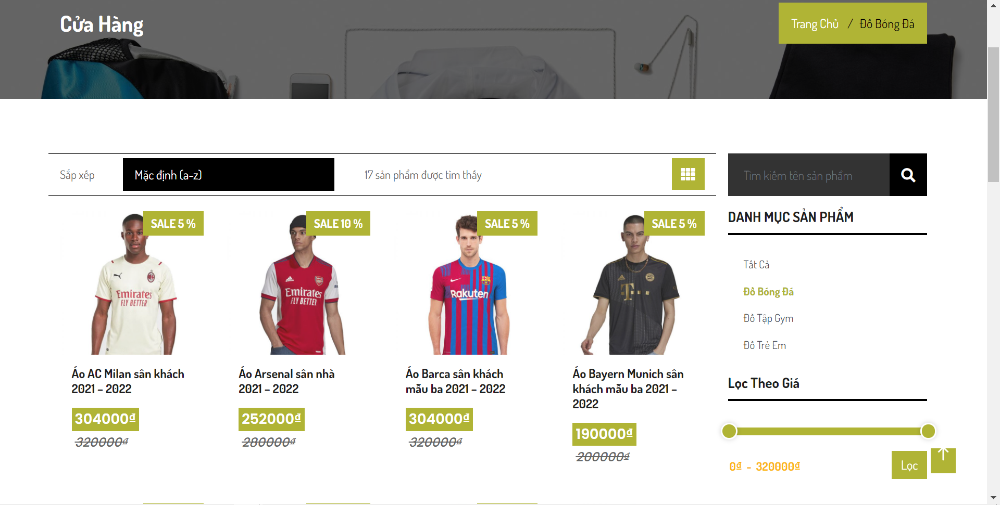 Cửa Hàng
Trang Chủ / Đồ Bóng Đá
Sắp xếp
Mặc định (a-z)
17 sản phẩm được tìm thấy
Tìm kiếm tên sản phẩm
SALE 5 %
SALE 10 %
SALE 5 %
SALE 5 %
Emirates
FLY BETTER
Emirates
FLY BETTER
Rakuten
T
Áo AC Milan sân khách
2021 – 2022
304000₫
320000₫
Áo Arsenal sân nhà
2021 – 2022
252000₫
280000₫
Áo Barca sân khách
mẫu ba 2021 – 2022
304000₫
320000₫
Áo Bayern Munich sân
khách mẫu ba 2021 –
2022
190000₫
200000₫
DANH MỤC SẢN PHẨM
Tất Cả
Đồ Bóng Đá
Đồ Tập Gym
Đồ Trẻ Em
Lọc Theo Giá
0₫ - 320000₫
Lọc